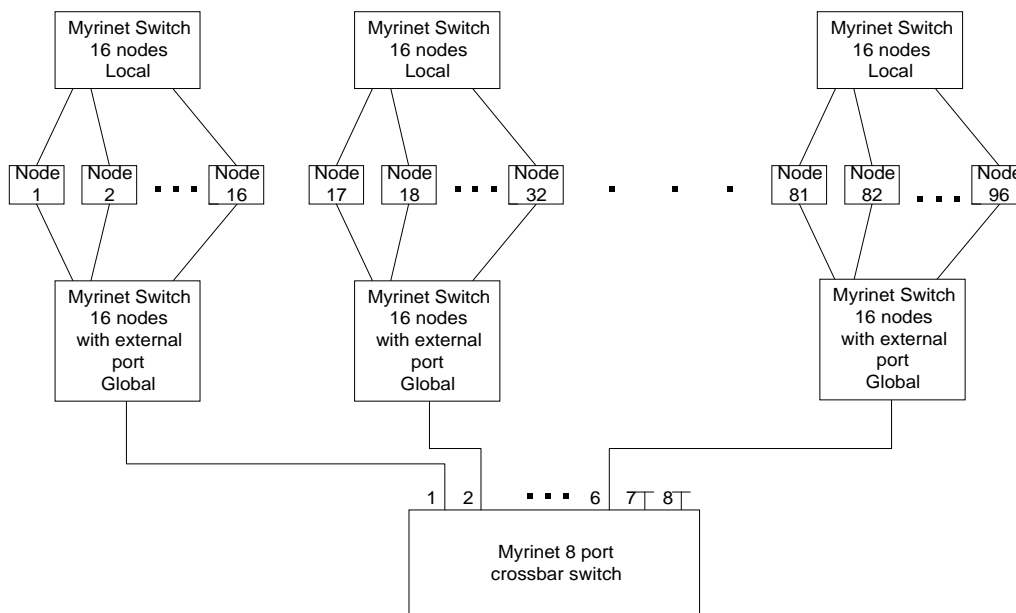 Myrinet Switch
16 nodes
Local
Myrinet Switch
16 nodes
Local
Myrinet Switch
16 nodes
Local
Node
1
Node
2
Node
16
Node
17
Node
18
Node
32
Node
81
Node
82
Node
96
Myrinet Switch
16 nodes
with external
port
Global
Myrinet Switch
16 nodes
with external
port
Global
Myrinet Switch
16 nodes
with external
port
Global
1
2
6
7
8
Myrinet 8 port
crossbar switch